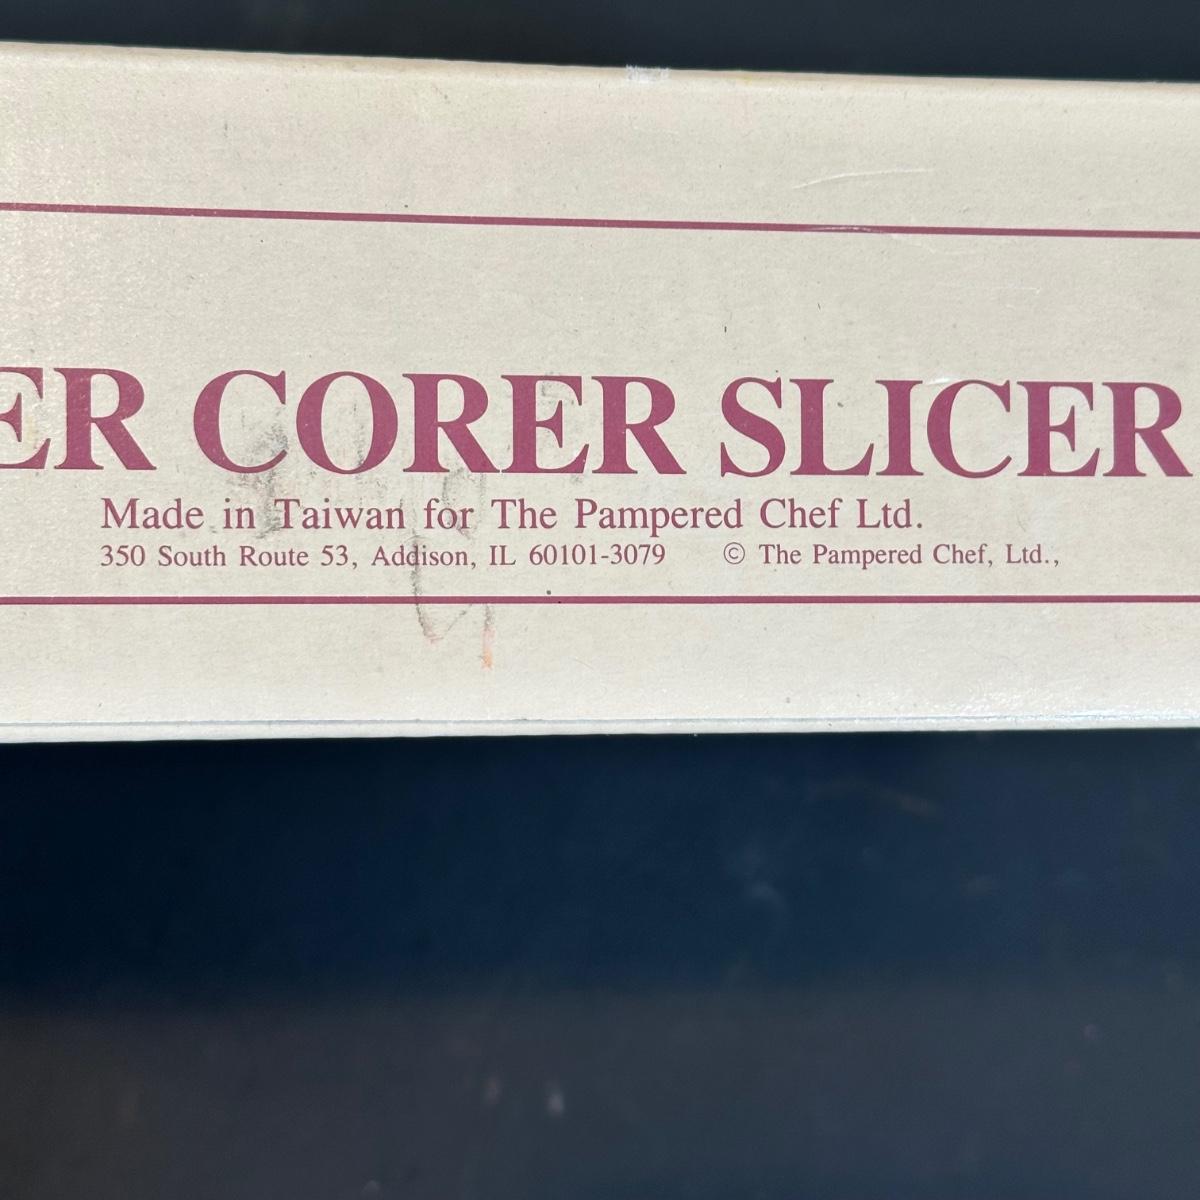 ER CORER SLICER
Made in Taiwan for The Pampered Chef Ltd.
350 South Route 53, Addison, IL 60101-3079 © The Pampered Chef, Ltd.,